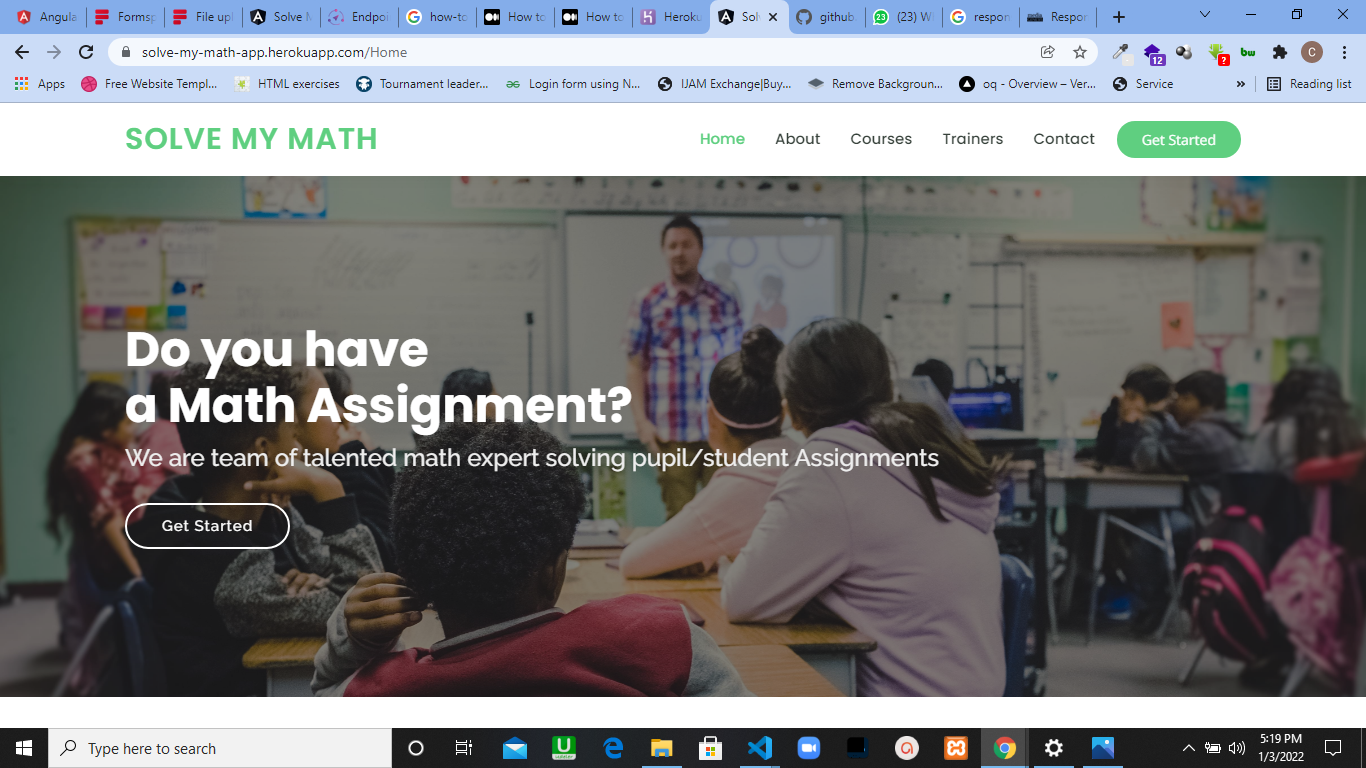 Angula
Formsp
File upl
Solve M
Endpoi
how-to
How to
How to
Heroku
Solv
github
(23) W
respon
Respon
solve-my-math-app.herokuapp.com/Home
12
?
bw
C
Apps
Free Website Templ...
HTML exercises
Tournament leader...
Login form using N...
IJAM Exchange|Buy...
Remove Backgroun...
oq - Overview – Ver...
Service
»
Reading list
SOLVE MY MATH
Home
About
Courses
Trainers
Contact
Get Started
Do you have
a Math Assignment?
We are team of talented math expert solving pupil/student Assignments
Get Started
Type here to search
5:19 PM
1/3/2022